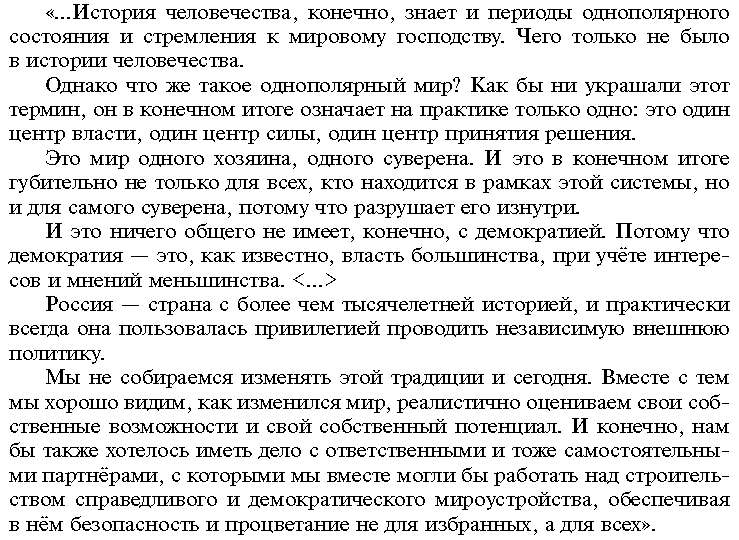 «...История человечества, конечно, знает и периоды однополярного
состояния и стремления к мировому господству. Чего только не было
в истории человечества.
Однако что же такое однополярный мир? Как бы ни украшали этот
термин, он в конечном итоге означает на практике только одно: это один
центр власти, один центр силы, один центр принятия решения.
Это мир одного хозяина, одного суверена. И это в конечном итоге
губительно не только для всех, кто находится в рамках этой системы, но
и для самого суверена, потому что разрушает его изнутри.
И это ничего общего не имеет, конечно, с демократией. Потому что
демократия — это, как известно, власть большинства, при учёте интере-
сов и мнений меньшинства. <...>
Россия — страна с более чем тысячелетней историей, и практически
всегда она пользовалась привилегией проводить независимую внешнюю
политику.
Мы не собираемся изменять этой традиции и сегодня. Вместе с тем
мы хорошо видим, как изменился мир, реалистично оцениваем свои соб-
ственные возможности и свой собственный потенциал. И конечно, нам
бы также хотелось иметь дело с ответственными и тоже самостоятельны-
ми партнёрами, с которыми мы вместе могли бы работать над строитель-
ством справедливого и демократического мироустройства, обеспечивая
в нём безопасность и процветание не для избранных, а для всех».